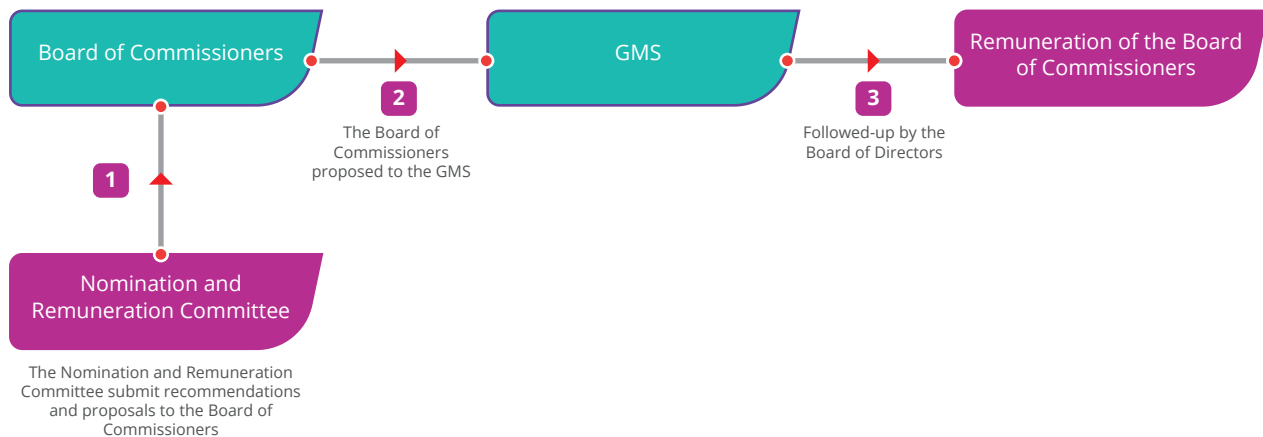 Board of Commissioners
GMS
Remuneration of the Board
of Commissioners
2
The Board of
Commissioners
proposed to the GMS
3
Followed-up by the
Board of Directors
1
Nomination and
Remuneration Committee
The Nomination and Remuneration
Committee submit recommendations
and proposals to the Board of
Commissioners